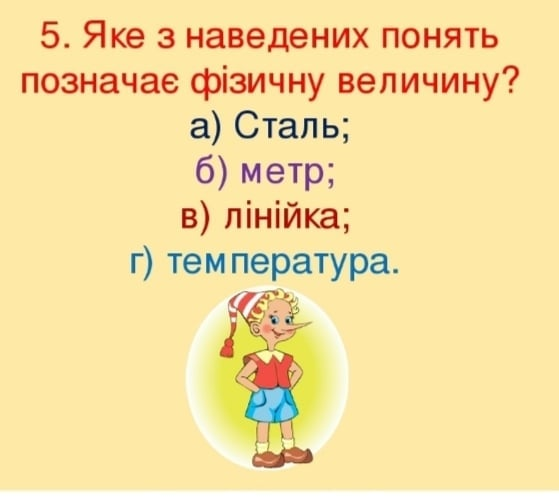 5. Яке з наведених понять
позначає фізичну величину?
а) Сталь;
б) метр;
в) лінійка;
г) температура.